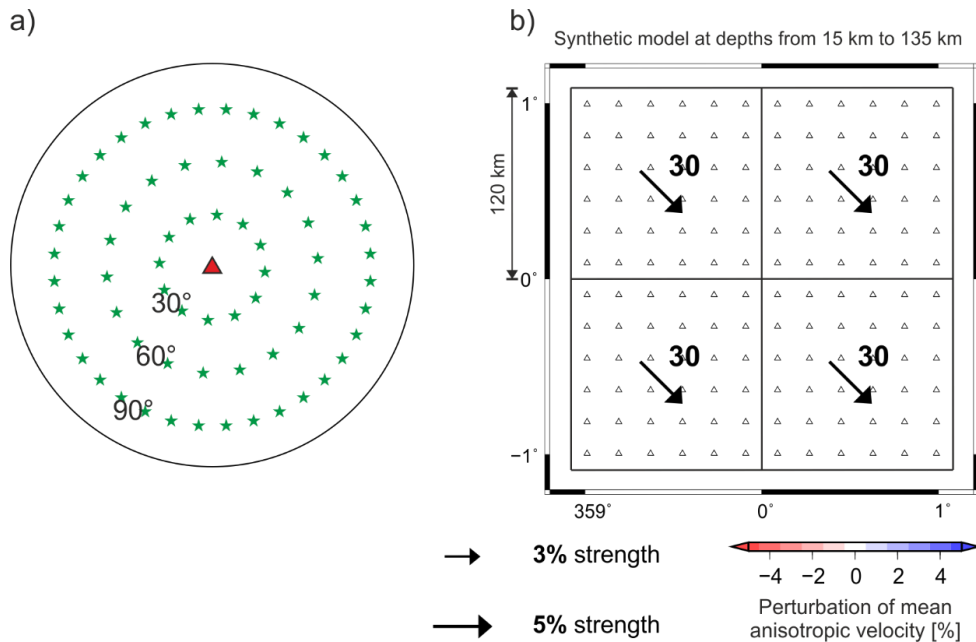 a)
30°
60°
90°
b)
Synthetic model at depths from 15 km to 135 km
120 km
1°
0°
−1°
30
30
30
30
359°
0°
1°
3% strength
5% strength
−4 −2 0 2 4
Perturbation of mean
anisotropic velocity [%]